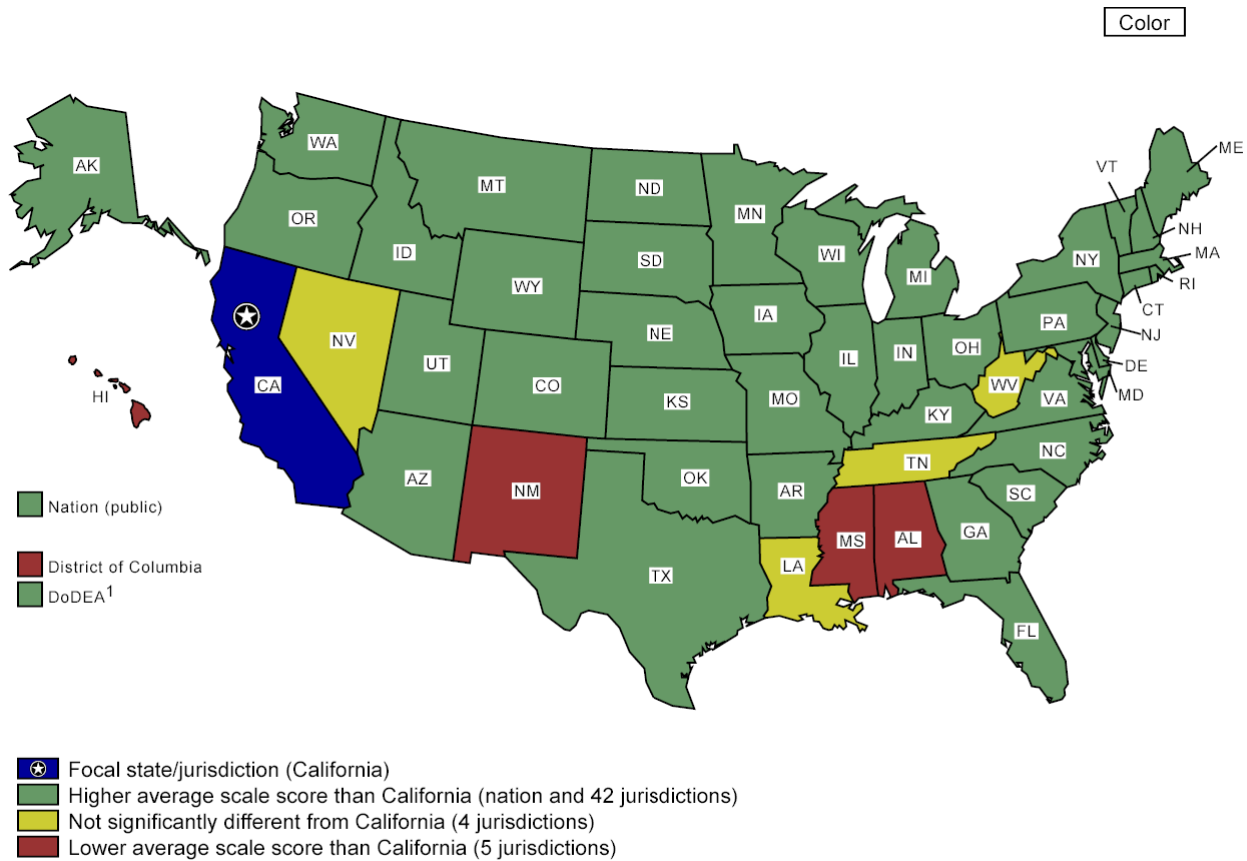 Color
ME
WA
VT
AK
MT
ND
MN
OR
NH
ID
WI
MA
SD
NY
MI
RI
WY
CT
IA
PA
NV
NE
NJ
OH
IL
IN
UT
DE
CA
CO
WV
HI
KS
MO
MD
VA
KY
NC
TN
AZ
OK
NM
AR
SC
Nation (public)
GA
MS
AL
District of Columbia
LA
TX
DoDEA1
FL
Focal state/jurisdiction (California)
Higher average scale score than California (nation and 42 jurisdictions)
Not significantly different from California (4 jurisdictions)
Lower average scale score than California (5 jurisdictions)